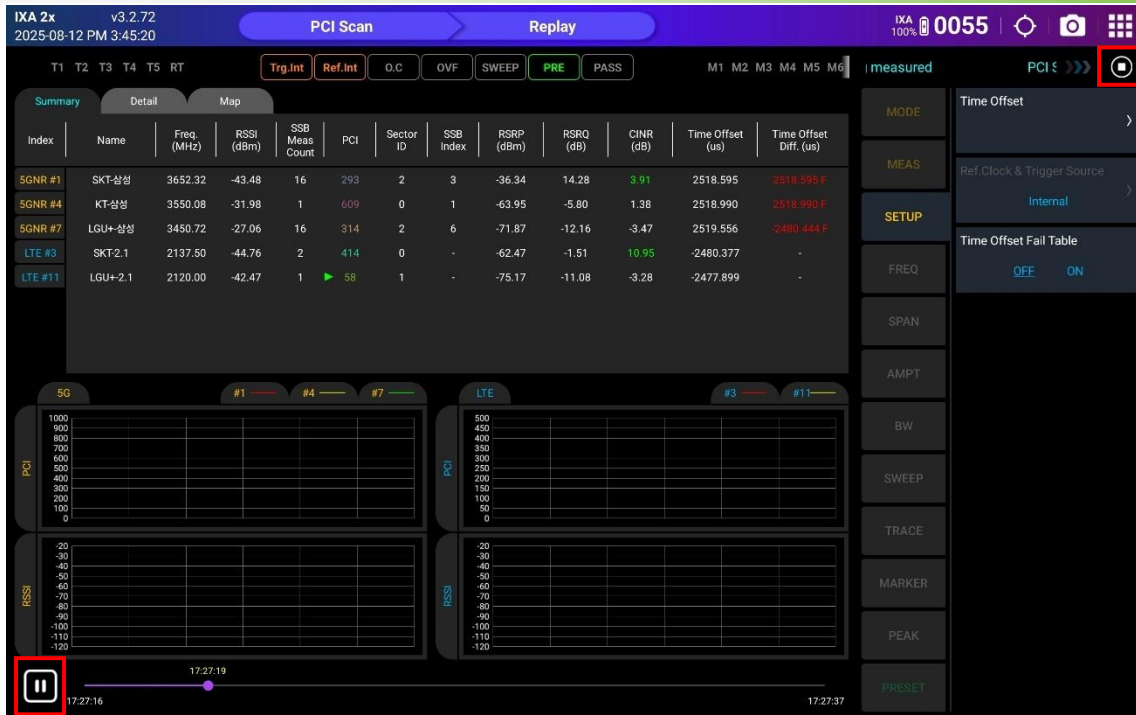 IXA 2x v3.2.72
2025-08-12 PM 3:45:20
PCI Scan Replay
IXA 100% 0055
T1 T2 T3 T4 T5 RT Trg.Int Ref.Int O.C OVF SWEEP PRE PASS M1 M2 M3 M4 M5 M6 measured PCI
Summary Detail Map
Index Name Freq. (MHz) RSSI (dBm) SSB Meas Count PCI Sector ID SSB Index RSRP (dBm) RSRQ (dB) CINR (dB) Time Offset (us) Time Offset Diff. (us)
5GNR #1 SKT-삼성 3652.32 -43.48 16 293 2 3 -36.34 14.28 3.91 2518.595 2518.595 F
5GNR #4 KT-삼성 3550.08 -31.98 1 609 0 1 -63.95 -5.80 1.38 2518.990 2518.990 F
5GNR #7 LGU+-삼성 3450.72 -27.06 16 314 2 6 -71.87 -12.16 -3.47 2519.556 -2480.444 F
LTE #3 SKT-2.1 2137.50 -44.76 2 414 0 - -62.47 -1.51 10.95 -2480.377 -
LTE #11 LGU+-2.1 2120.00 -42.47 1 58 1 - -75.17 -11.08 -3.28 -2477.899 -
5G #1 #4 #7
PCI
1000
900
800
700
600
500
400
300
200
100
0
RSSI
-20
-30
-40
-50
-60
-70
-80
-90
-100
-110
-120
LTE #3 #11
PCI
500
450
400
350
300
250
200
150
100
50
0
RSSI
-20
-30
-40
-50
-60
-70
-80
-90
-100
-110
-120
17:27:19
17:27:16 17:27:37
MODE
MEAS
SETUP
FREQ
SPAN
AMPT
BW
SWEEP
TRACE
MARKER
PEAK
PRESET
Time Offset
Ref.Clock & Trigger Source
Internal
Time Offset Fail Table
OFF ON